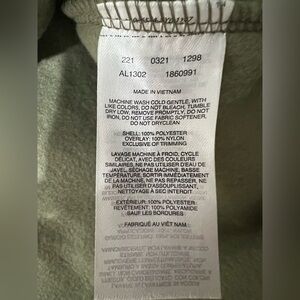 221 0321 1298
AL1302 1860991
MADE IN VIETNAM
MACHINE WASH COLD GENTLE, WITH
LIKE COLORS, DO NOT BLEACH, TUMBLE
DRY LOW, REMOVE PROMPTLY, DO NOT
IRON, DO NOT USE FABRIC SOFTENER,
DO NOT DRYCLEAN
SHELL: 100% POLYESTER
OVERLAY: 100% NYLON
EXCLUSIVE OF TRIMMING
LAVAGE MACHINE À FROID, CYCLE
DÉLICAT, AVEC DES COULEURS
SIMILAIRES, NE PAS UTILISER D'EAU DE
JAVEL, SÉCHAGE MACHINE, BASSE
TEMPÉRATURE, SORTIR IMMÉDIATEMENT
DE LA MACHINE, NE PAS REPASSER,
NE PAS UTILISER D'ASSOUPLISSANT,
NETTOYAGE À SEC INTERDIT
EXTÉRIEUR: 100% POLYESTER
REVÊTEMENT: 100% POLYAMIDE
SAUF LES BORDURES
FABRIQUÉ AU VIÊT NAM